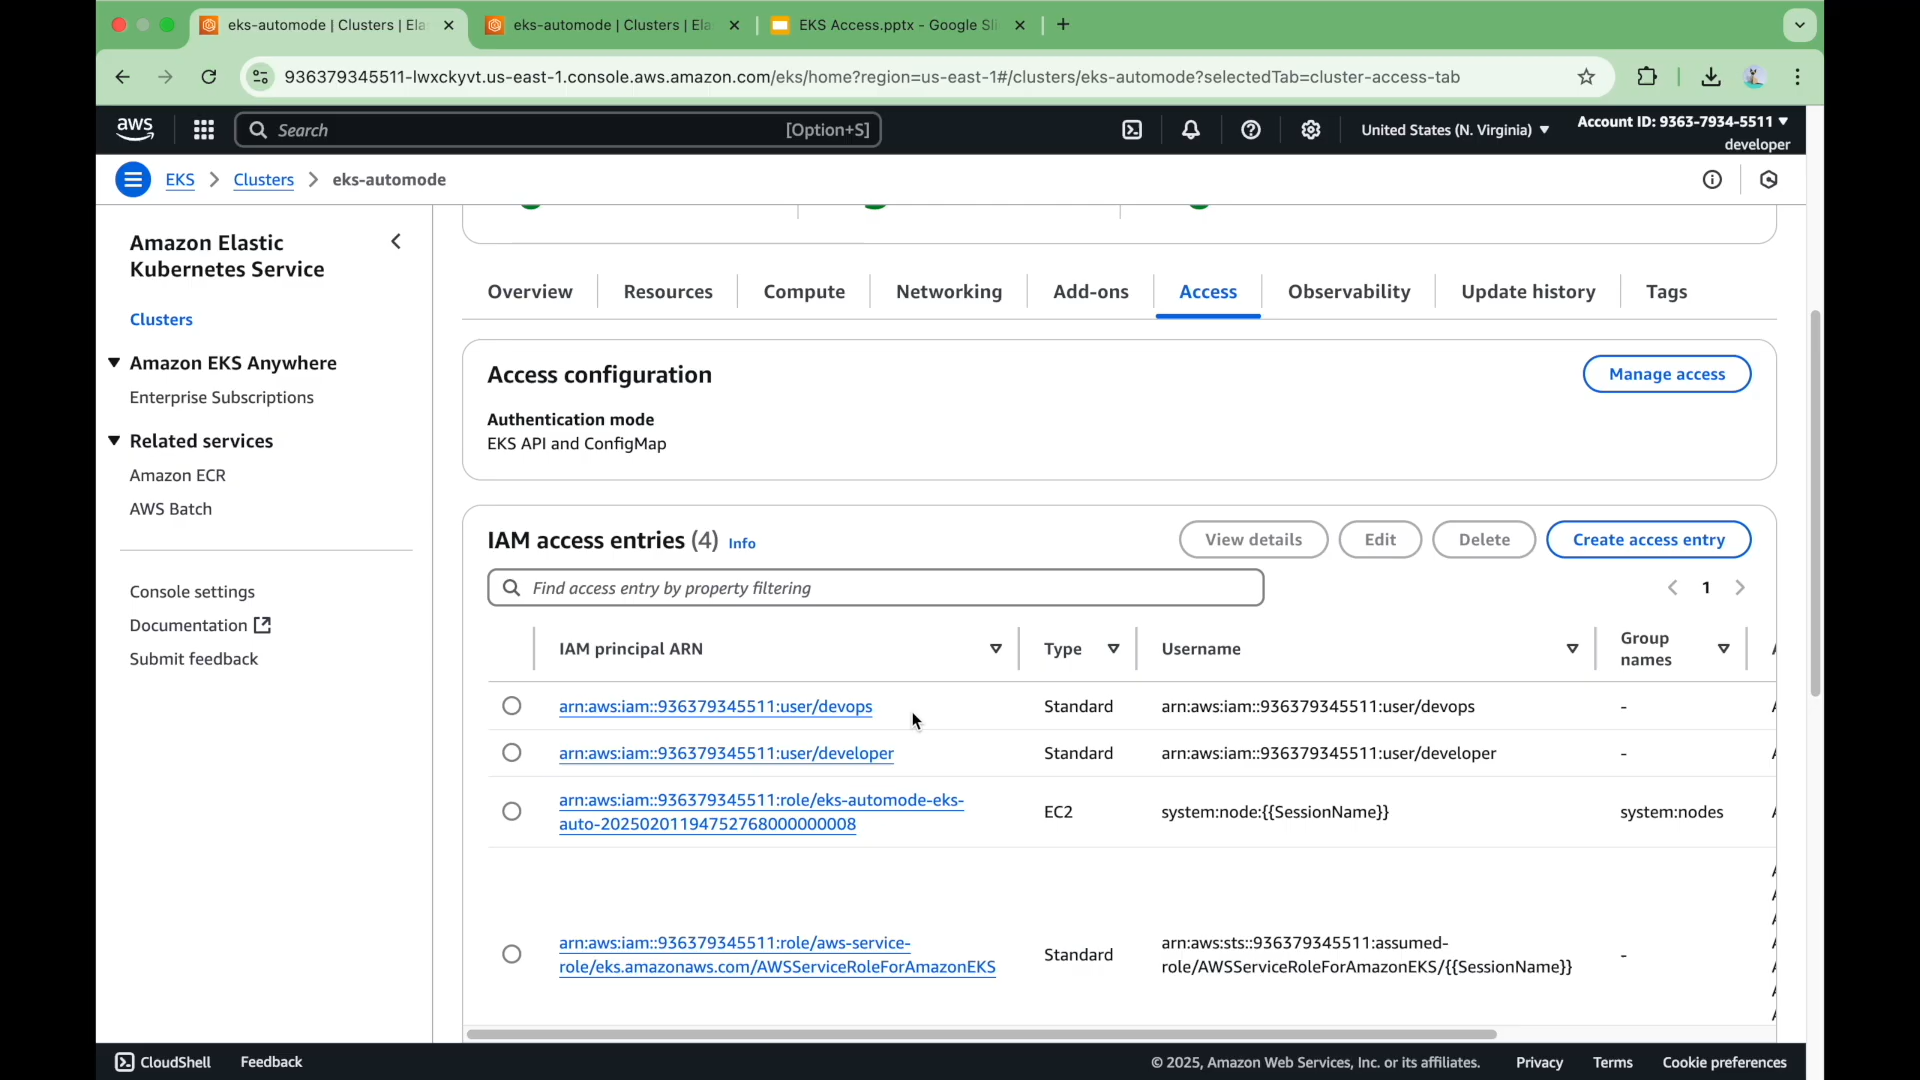 eks-automode | Clusters | Ela
eks-automode | Clusters | Ela
EKS Access.pptx - Google Sli
936379345511-lwxckyvt.us-east-1.console.aws.amazon.com/eks/home?region=us-east-1#/clusters/eks-automode?selectedTab=cluster-access-tab
aws
Search
[Option+S]
United States (N. Virginia)
Account ID: 9363-7934-5511
developer
EKS
Clusters
eks-automode
Amazon Elastic
Kubernetes Service
Clusters
Amazon EKS Anywhere
Enterprise Subscriptions
Related services
Amazon ECR
AWS Batch
Console settings
Documentation
Submit feedback
Overview
Resources
Compute
Networking
Add-ons
Access
Observability
Update history
Tags
Access configuration
Manage access
Authentication mode
EKS API and ConfigMap
IAM access entries (4) Info
View details
Edit
Delete
Create access entry
Find access entry by property filtering
1
IAM principal ARN
Type
Username
Group
names
arn:aws:iam::936379345511:user/devops
Standard
arn:aws:iam::936379345511:user/devops
-
arn:aws:iam::936379345511:user/developer
Standard
arn:aws:iam::936379345511:user/developer
-
arn:aws:iam::936379345511:role/eks-automode-eks-
auto-20250201194752768000000008
EC2
system:node:{{SessionName}}
system:nodes
arn:aws:iam::936379345511:role/aws-service-
role/eks.amazonaws.com/AWSServiceRoleForAmazonEKS
Standard
arn:aws:sts::936379345511:assumed-
role/AWSServiceRoleForAmazonEKS/{{SessionName}}
-
CloudShell
Feedback
© 2025, Amazon Web Services, Inc. or its affiliates.
Privacy
Terms
Cookie preferences